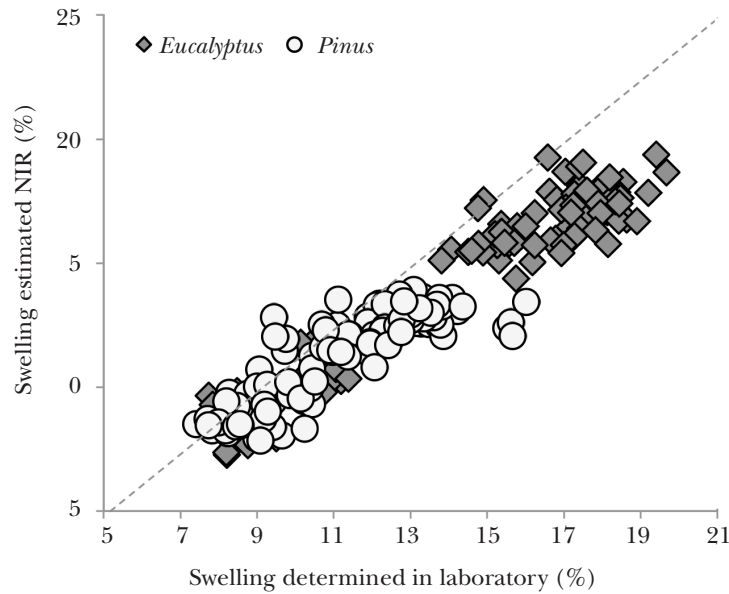 25
Eucalyptus Pinus
20
5
0
5
5 7 9 11 13 15 17 19 21
Swelling estimated NIR (%)
Swelling determined in laboratory (%)